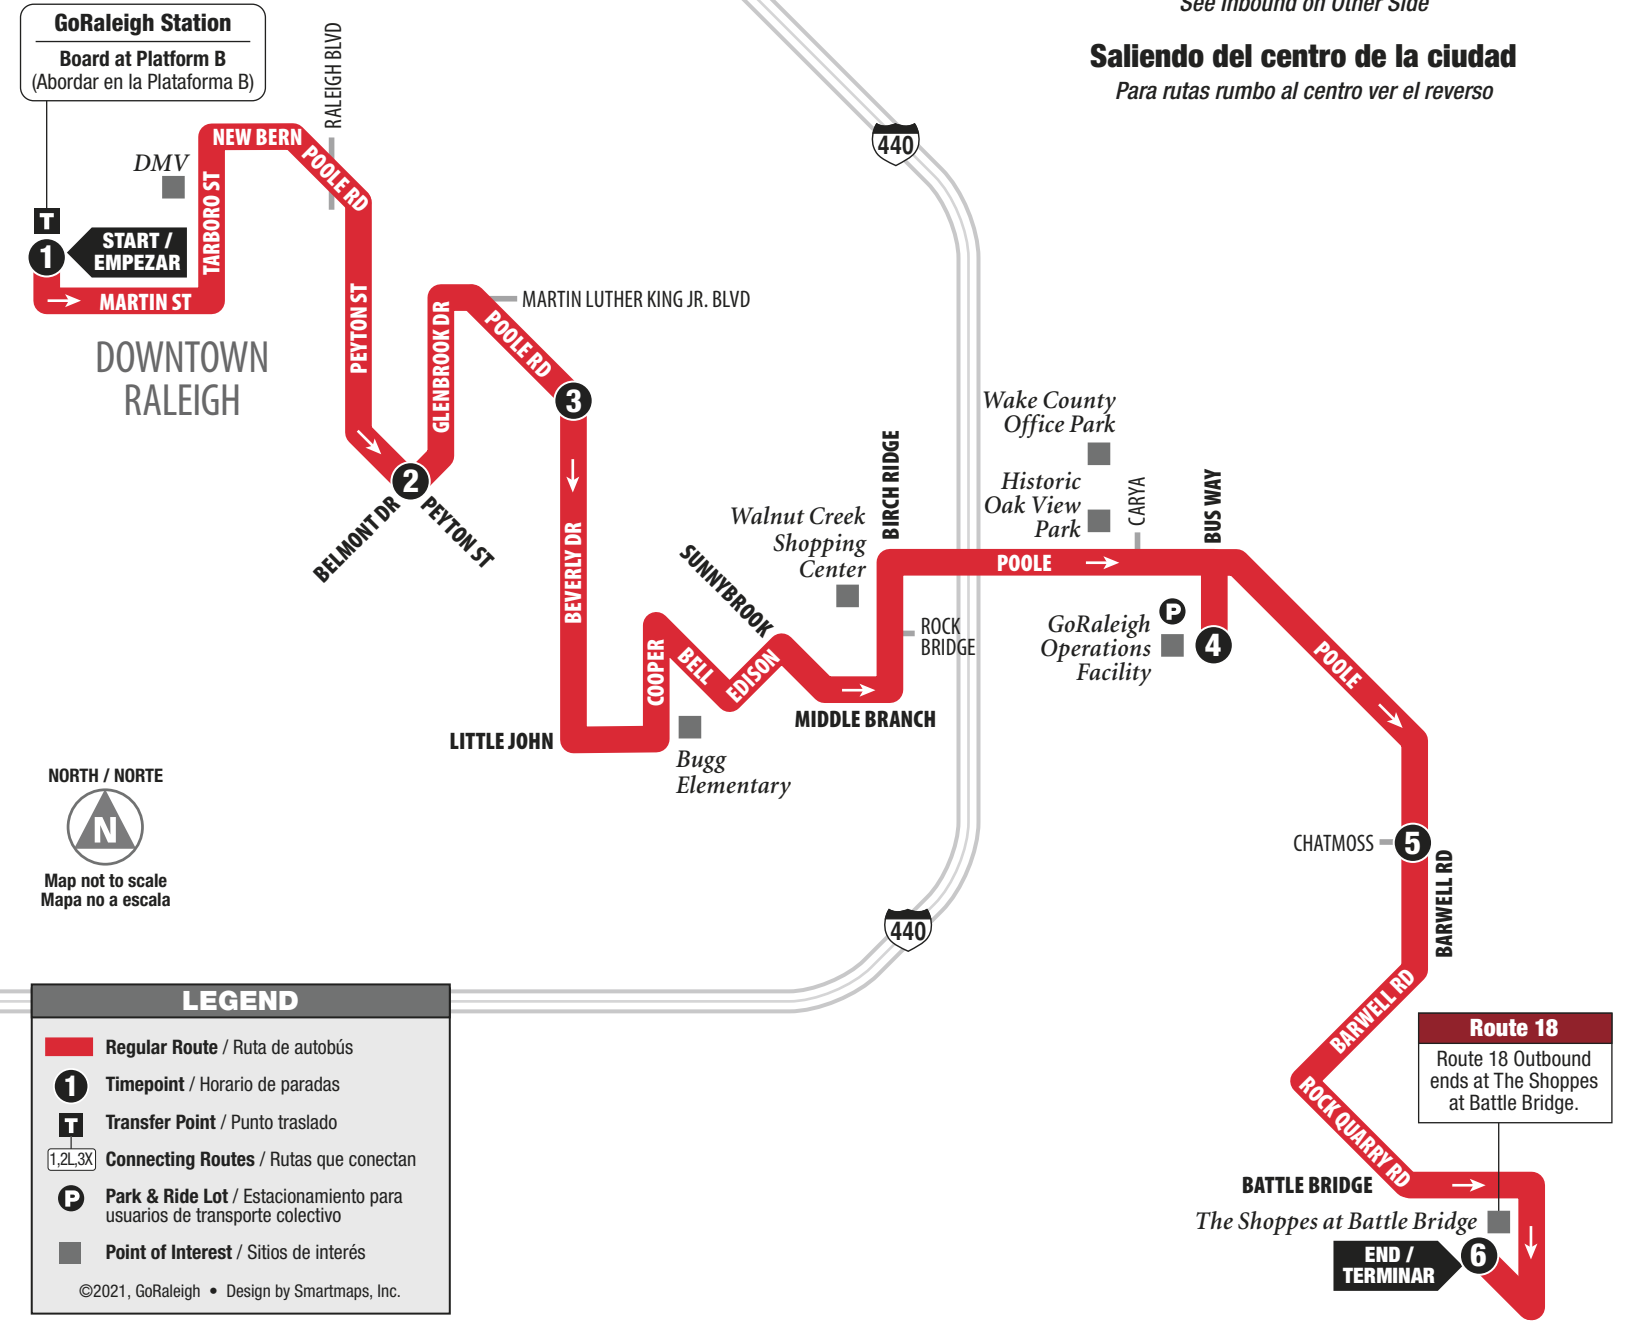 See Inbound on Other Side
Saliendo del centro de la ciudad
Para rutas rumbo al centro ver el reverso
GoRaleigh Station
Board at Platform B
(Abordar en la Plataforma B)
RALEIGH BLVD
NEW BERN
POOLE RD
DMV
TARBORO ST
T
1
START /
EMPEZAR
MARTIN ST
DOWNTOWN
RALEIGH
PEYTON ST
GLENBROOK DR
MARTIN LUTHER KING JR. BLVD
POOLE RD
3
2
BELMONT DR
PEYTON ST
BEVERLY DR
440
Wake County
Office Park
Historic
Oak View
Park
CARYA
BUS WAY
BIRCH RIDGE
Walnut Creek
Shopping
Center
SUNNYBROOK
POOLE
ROCK
BRIDGE
P
GoRaleigh
Operations
Facility
4
POOLE
COOPER
BELL
EDISON
MIDDLE BRANCH
LITTLE JOHN
Bugg
Elementary
NORTH / NORTE
N
Map not to scale
Mapa no a escala
CHATMOSS
5
BARWELL RD
440
BARWELL RD
ROCK QUARRY RD
Route 18
Route 18 Outbound
ends at The Shoppes
at Battle Bridge.
BATTLE BRIDGE
The Shoppes at Battle Bridge
END /
TERMINAR
6
LEGEND
Regular Route / Ruta de autobús
1 Timepoint / Horario de paradas
T Transfer Point / Punto traslado
1,2L,3X Connecting Routes / Rutas que conectan
P Park & Ride Lot / Estacionamiento para
usuarios de transporte colectivo
Point of Interest / Sitios de interés
©2021, GoRaleigh • Design by Smartmaps, Inc.